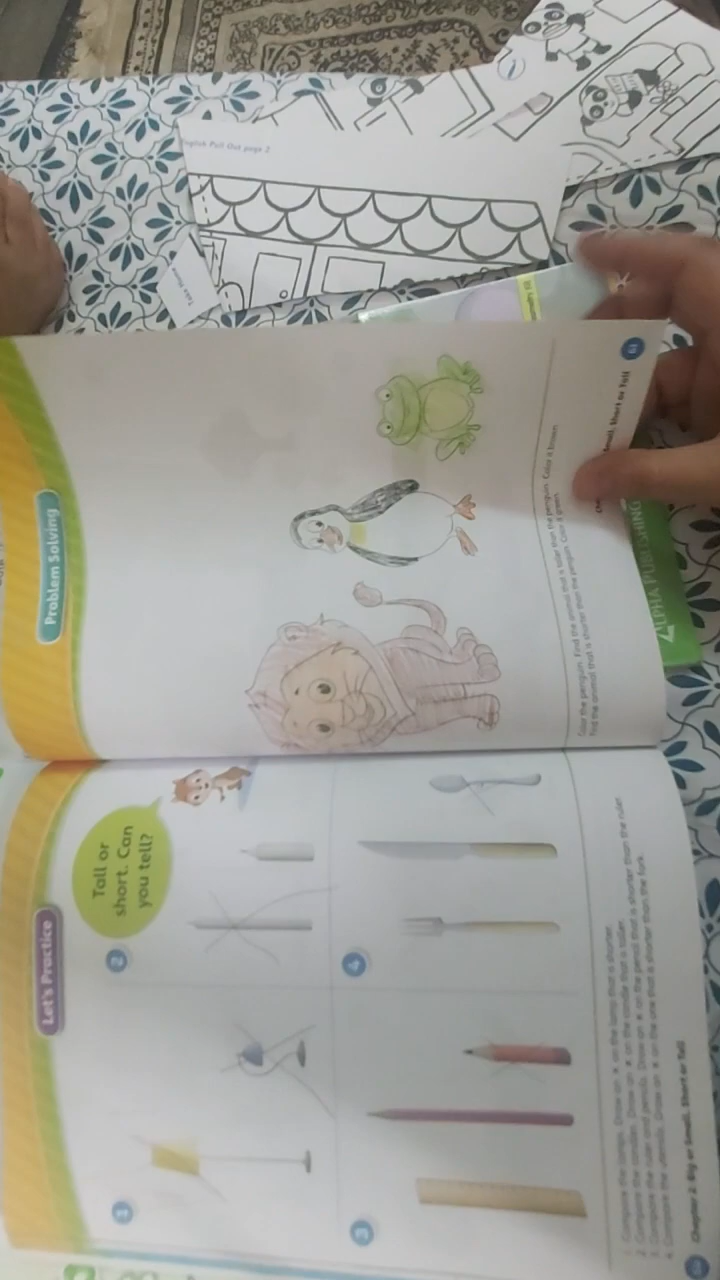 Let's Practice
Tall or
short. Can
you tell?
1
2
3
4
1. Compare the lamps. Draw an x on the lamp that is shorter.
2. Compare the candles. Draw an x on the candle that is taller.
3. Compare the ruler and pencils. Draw an x on the pencil that is shorter than the ruler.
4. Compare the utensils. Draw an x on the one that is shorter than the fork.
Chapter 2: Big or Small, Short or Tall
Problem Solving
Color the penguin. Find the animal that is taller than the penguin. Color it brown.
Find the animal that is shorter than the penguin. Color it green.
Small, Short or Tall
English Pull Out page 2
ALPHA PUBLISHING